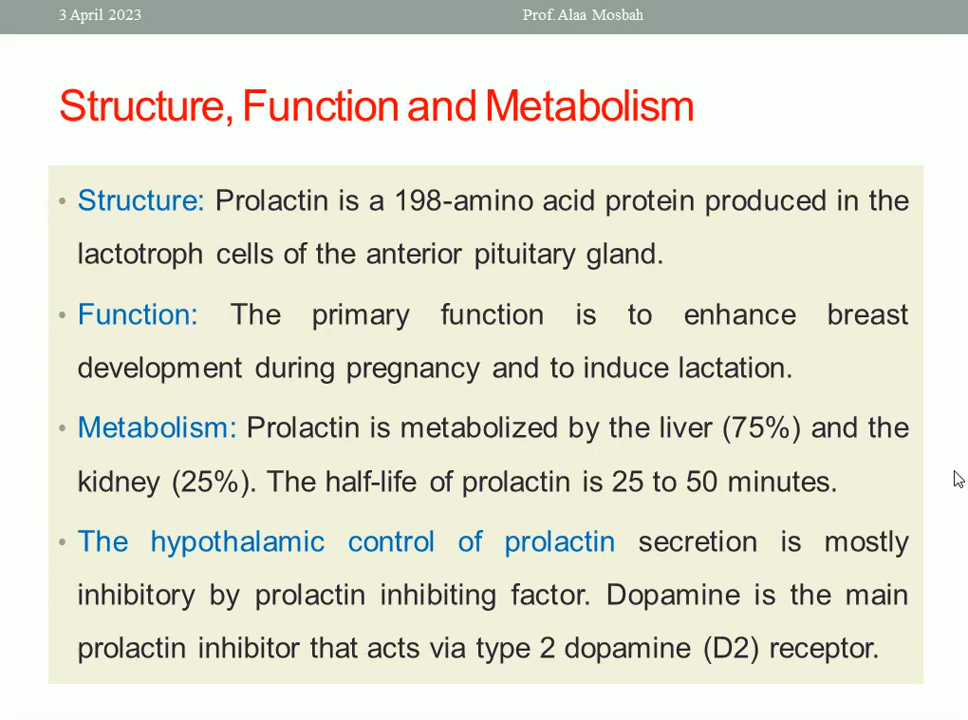 3 April 2023
Prof. Alaa Mosbah
Structure, Function and Metabolism
• Structure: Prolactin is a 198-amino acid protein produced in the
lactotroph cells of the anterior pituitary gland.
• Function: The primary function is to enhance breast
development during pregnancy and to induce lactation.
• Metabolism: Prolactin is metabolized by the liver (75%) and the
kidney (25%). The half-life of prolactin is 25 to 50 minutes.
• The hypothalamic control of prolactin secretion is mostly
inhibitory by prolactin inhibiting factor. Dopamine is the main
prolactin inhibitor that acts via type 2 dopamine (D2) receptor.